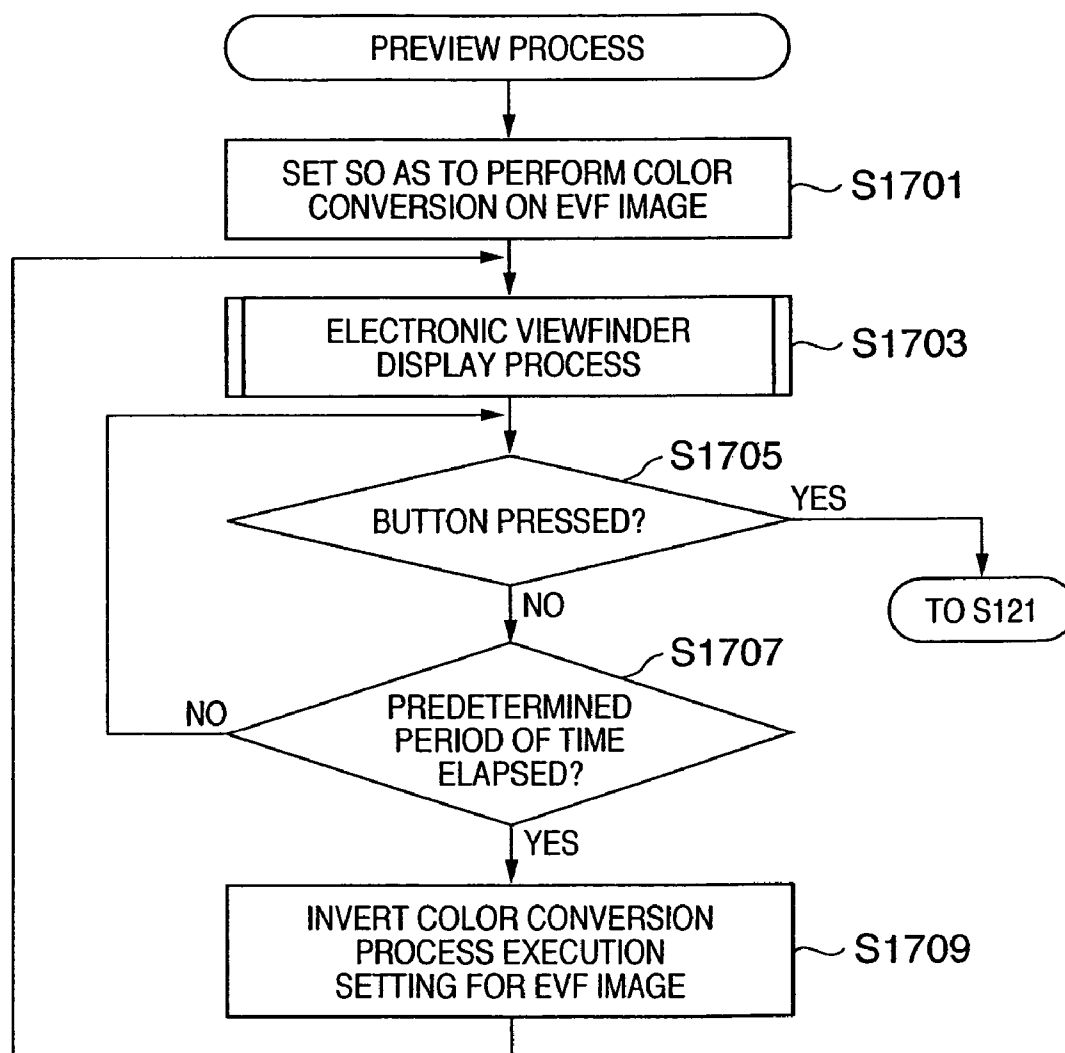 PREVIEW PROCESS
SET SO AS TO PERFORM COLOR
CONVERSION ON EVF IMAGE
S1701
ELECTRONIC VIEWFINDER
DISPLAY PROCESS
S1703
S1705
BUTTON PRESSED?
YES
TO S121
NO
S1707
PREDETERMINED
PERIOD OF TIME
ELAPSED?
NO
YES
INVERT COLOR CONVERSION
PROCESS EXECUTION
SETTING FOR EVF IMAGE
S1709